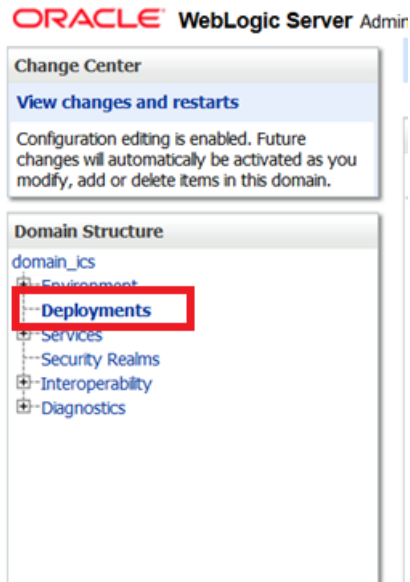 ORACLE WebLogic Server Admin
Change Center
View changes and restarts
Configuration editing is enabled. Future
changes will automatically be activated as you
modify, add or delete items in this domain.
Domain Structure
domain_ics
Environment
Deployments
Services
Security Realms
Interoperability
Diagnostics